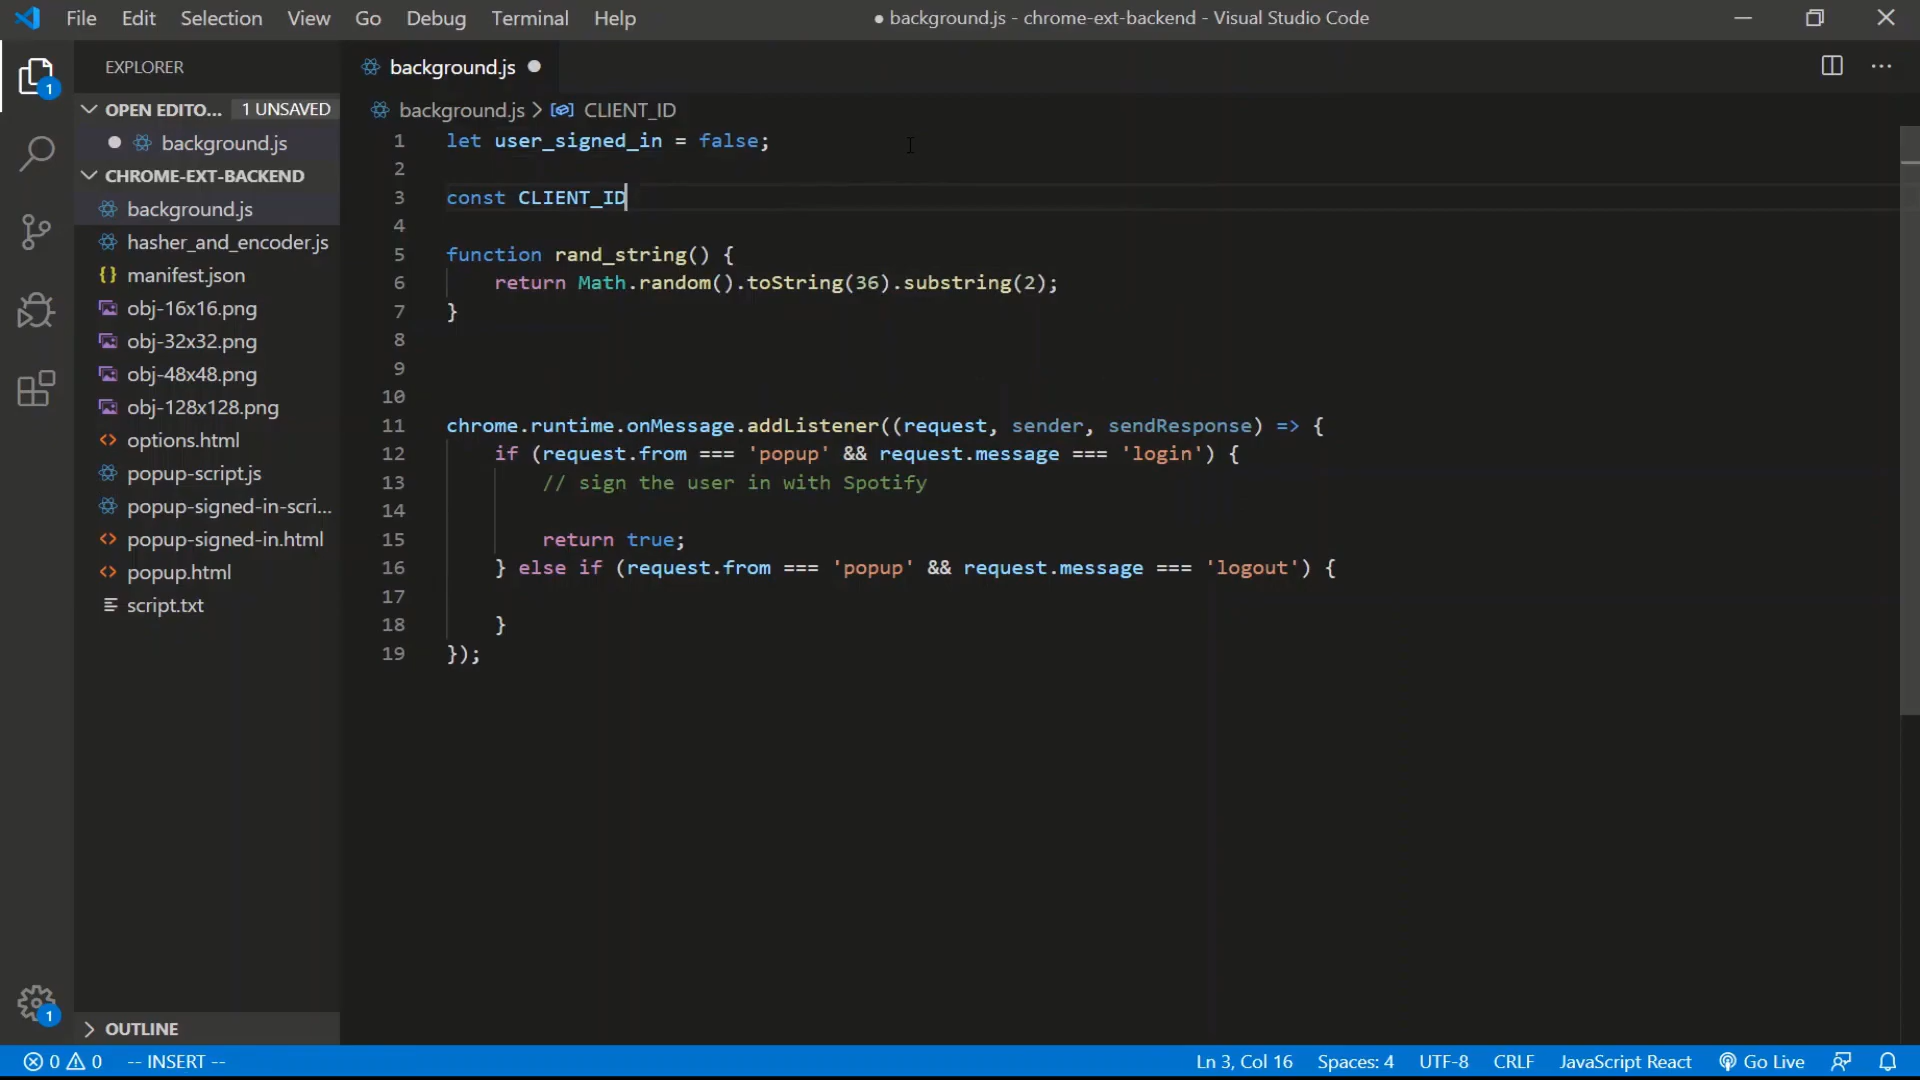 File Edit Selection View Go Debug Terminal Help
● background.js - chrome-ext-backend - Visual Studio Code
EXPLORER
OPEN EDITO... 1 UNSAVED
background.js
CHROME-EXT-BACKEND
background.js
hasher_and_encoder.js
manifest.json
obj-16x16.png
obj-32x32.png
obj-48x48.png
obj-128x128.png
options.html
popup-script.js
popup-signed-in-scri...
popup-signed-in.html
popup.html
script.txt
OUTLINE
1
1
background.js ●
background.js > CLIENT_ID
1 let user_signed_in = false;
2
3 const CLIENT_ID
4
5 function rand_string() {
6 return Math.random().toString(36).substring(2);
7 }
8
9
10
11 chrome.runtime.onMessage.addListener((request, sender, sendResponse) => {
12 if (request.from === 'popup' && request.message === 'login') {
13 // sign the user in with Spotify
14
15 return true;
16 } else if (request.from === 'popup' && request.message === 'logout') {
17
18 }
19 });
0 0 -- INSERT -- Ln 3, Col 16 Spaces: 4 UTF-8 CRLF JavaScript React Go Live